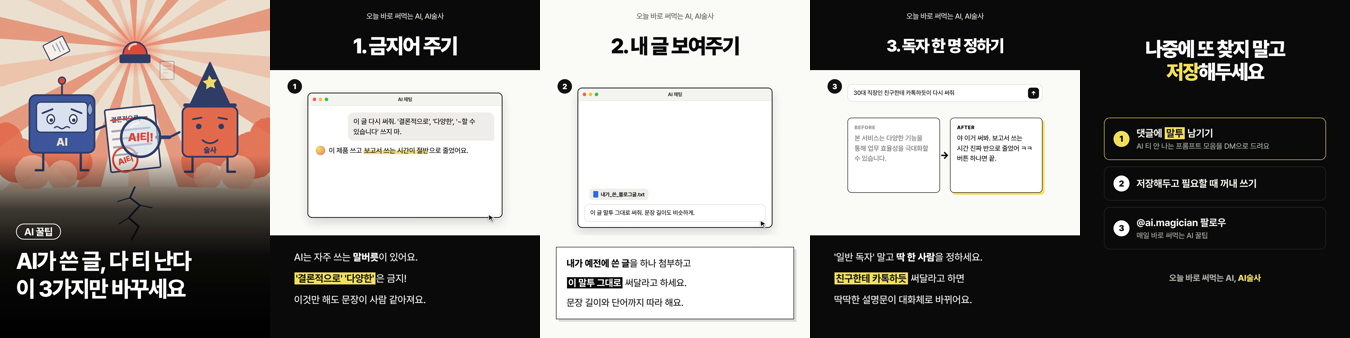 결론적으로
AI티!
AI티!
AI
술사
AI 꿀팁
AI가 쓴 글, 다 티 난다
이 3가지만 바꾸세요
오늘 바로 써먹는 AI, AI술사
1. 금지어 주기
1
AI 채팅
이 글 다시 써줘. '결론적으로', '다양한', '~할 수
있습니다' 쓰지 마.
이 제품 쓰고 보고서 쓰는 시간이 절반으로 줄었어요.
AI는 자주 쓰는 말버릇이 있어요.
'결론적으로' '다양한'은 금지!
이것만 해도 문장이 사람 같아져요.
오늘 바로 써먹는 AI, AI술사
2. 내 글 보여주기
2
AI 채팅
내가_쓴_블로그글.txt
이 글 말투 그대로 써줘. 문장 길이도 비슷하게.
내가 예전에 쓴 글을 하나 첨부하고
이 말투 그대로 써달라고 하세요.
문장 길이와 단어까지 따라 해요.
오늘 바로 써먹는 AI, AI술사
3. 독자 한 명 정하기
3
30대 직장인 친구한테 카톡하듯이 다시 써줘
BEFORE
본 서비스는 다양한 기능을
통해 업무 효율성을 극대화할
수 있습니다.
AFTER
야 이거 써봐. 보고서 쓰는
시간 진짜 반으로 줄었어 ㅋㅋ
버튼 하나면 끝.
'일반 독자' 말고 딱 한 사람을 정하세요.
친구한테 카톡하듯 써달라고 하면
딱딱한 설명문이 대화체로 바뀌어요.
나중에 또 찾지 말고
저장해두세요
1
댓글에 말투 남기기
AI 티 안 나는 프롬프트 모음을 DM으로 드려요
2
저장해두고 필요할 때 꺼내 쓰기
3
@ai.magician 팔로우
매일 바로 써먹는 AI 꿀팁
오늘 바로 써먹는 AI, AI술사